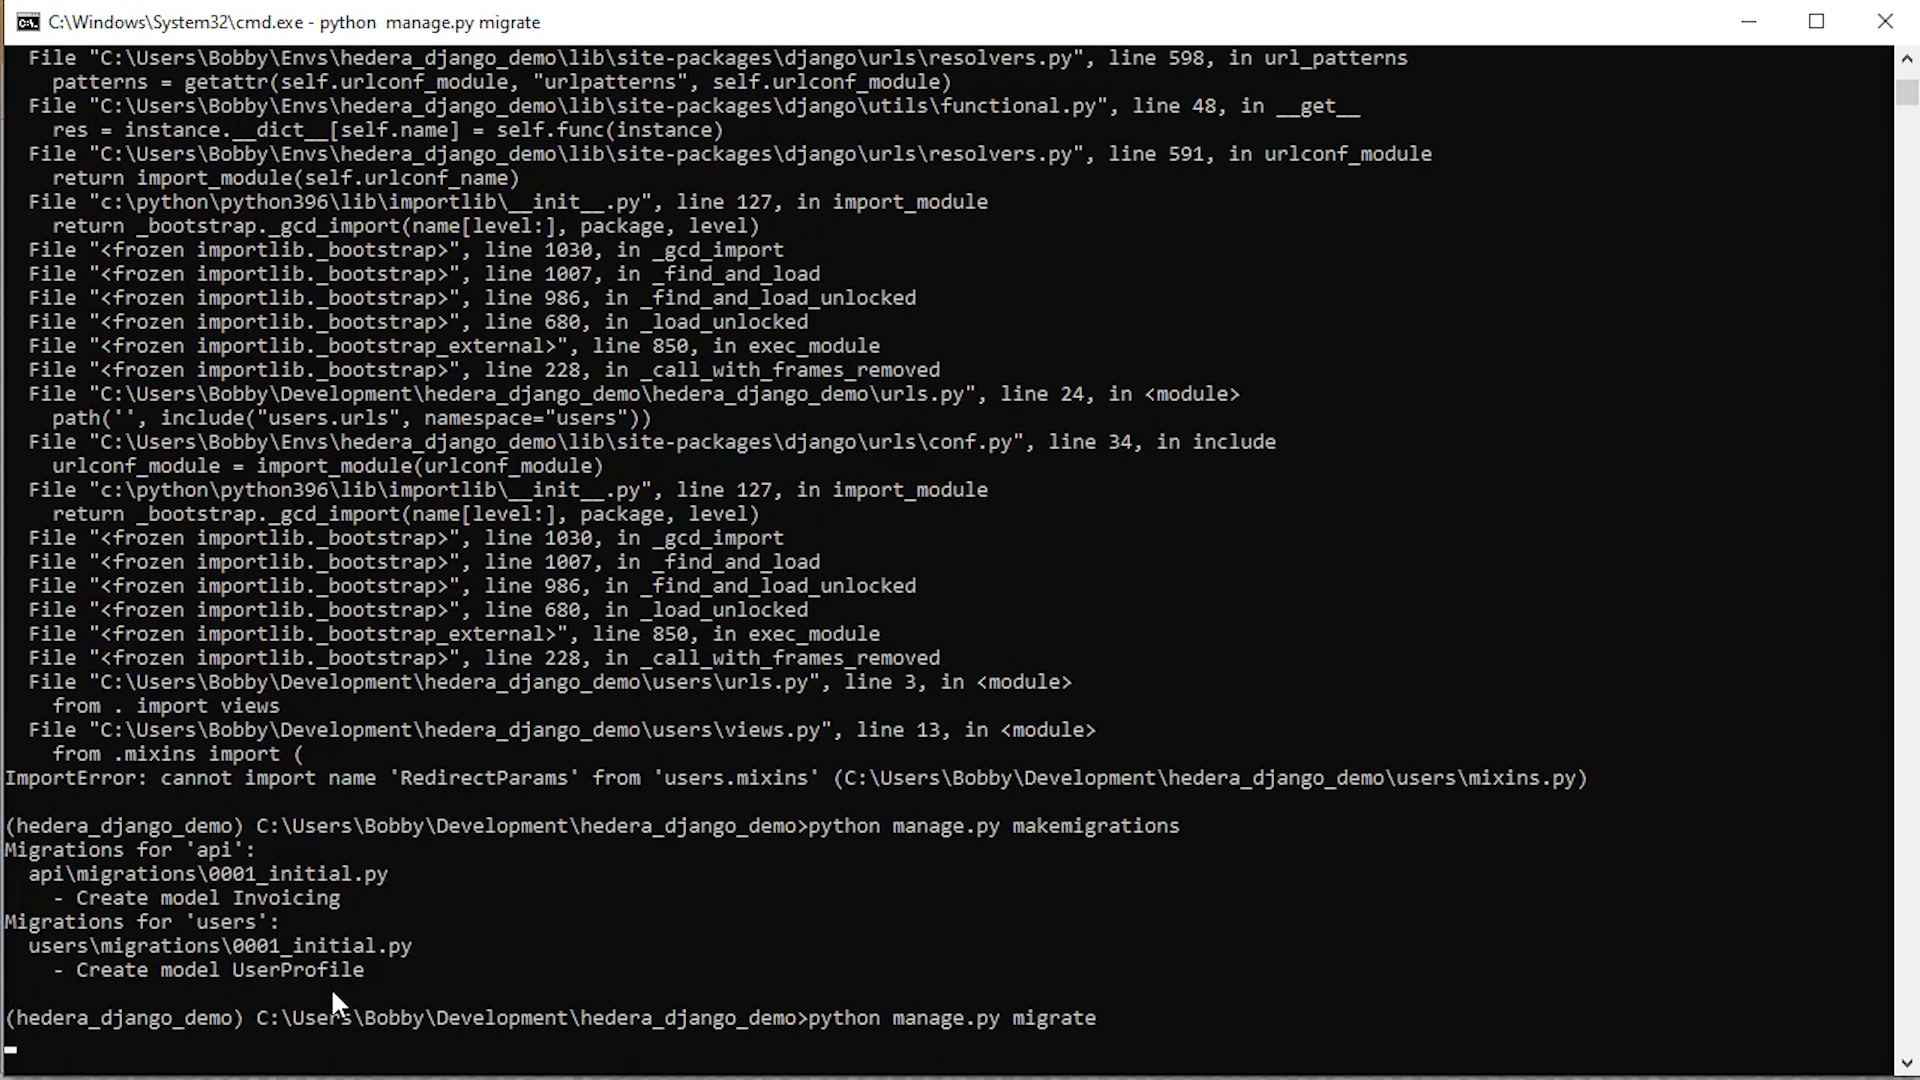 C:\Windows\System32\cmd.exe - python  manage.py migrate
  File "C:\Users\Bobby\Envs\hedera_django_demo\lib\site-packages\django\urls\resolvers.py", line 598, in url_patterns
    patterns = getattr(self.urlconf_module, "urlpatterns", self.urlconf_module)
  File "C:\Users\Bobby\Envs\hedera_django_demo\lib\site-packages\django\utils\functional.py", line 48, in __get__
    res = instance.__dict__[self.name] = self.func(instance)
  File "C:\Users\Bobby\Envs\hedera_django_demo\lib\site-packages\django\urls\resolvers.py", line 591, in urlconf_module
    return import_module(self.urlconf_name)
  File "c:\python\python396\lib\importlib\__init__.py", line 127, in import_module
    return _bootstrap._gcd_import(name[level:], package, level)
  File "<frozen importlib._bootstrap>", line 1030, in _gcd_import
  File "<frozen importlib._bootstrap>", line 1007, in _find_and_load
  File "<frozen importlib._bootstrap>", line 986, in _find_and_load_unlocked
  File "<frozen importlib._bootstrap>", line 680, in _load_unlocked
  File "<frozen importlib._bootstrap_external>", line 850, in exec_module
  File "<frozen importlib._bootstrap>", line 228, in _call_with_frames_removed
  File "C:\Users\Bobby\Development\hedera_django_demo\hedera_django_demo\urls.py", line 24, in <module>
    path('', include("users.urls", namespace="users"))
  File "C:\Users\Bobby\Envs\hedera_django_demo\lib\site-packages\django\urls\conf.py", line 34, in include
    urlconf_module = import_module(urlconf_module)
  File "c:\python\python396\lib\importlib\__init__.py", line 127, in import_module
    return _bootstrap._gcd_import(name[level:], package, level)
  File "<frozen importlib._bootstrap>", line 1030, in _gcd_import
  File "<frozen importlib._bootstrap>", line 1007, in _find_and_load
  File "<frozen importlib._bootstrap>", line 986, in _find_and_load_unlocked
  File "<frozen importlib._bootstrap>", line 680, in _load_unlocked
  File "<frozen importlib._bootstrap_external>", line 850, in exec_module
  File "<frozen importlib._bootstrap>", line 228, in _call_with_frames_removed
  File "C:\Users\Bobby\Development\hedera_django_demo\users\urls.py", line 3, in <module>
    from . import views
  File "C:\Users\Bobby\Development\hedera_django_demo\users\views.py", line 13, in <module>
    from .mixins import (
ImportError: cannot import name 'RedirectParams' from 'users.mixins' (C:\Users\Bobby\Development\hedera_django_demo\users\mixins.py)
(hedera_django_demo) C:\Users\Bobby\Development\hedera_django_demo>python manage.py makemigrations
Migrations for 'api':
  api\migrations\0001_initial.py
    - Create model Invoicing
Migrations for 'users':
  users\migrations\0001_initial.py
    - Create model UserProfile
(hedera_django_demo) C:\Users\Bobby\Development\hedera_django_demo>python manage.py migrate